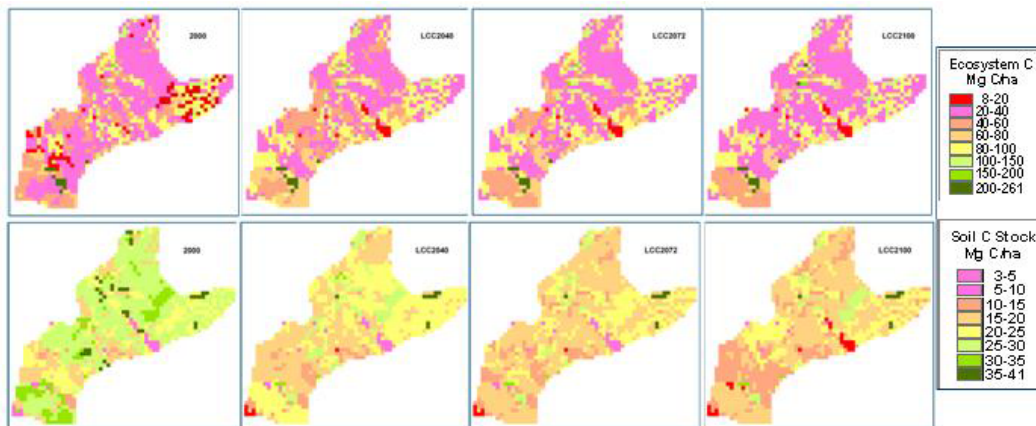 2000
LCC2040
LCC2072
LCC2100
Ecosystem C
Mg C/ha
8-20
20-40
40-60
60-80
80-100
100-150
150-200
200-261
2000
LCC2040
LCC2072
LCC2100
Soil C Stock
Mg C/ha
3-5
5-10
10-15
15-20
20-25
25-30
30-35
35-41